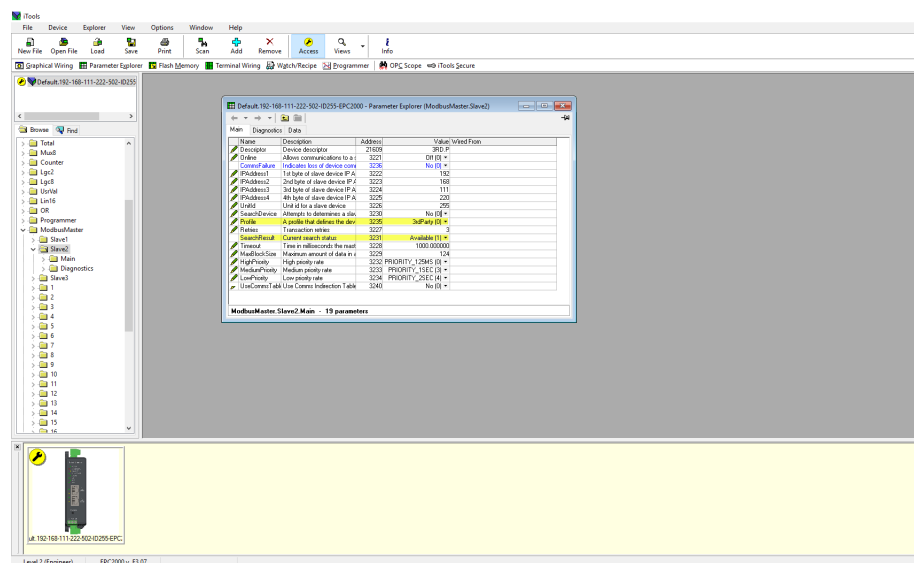 iTools
File Device Explorer View Options Window Help
New File Open File Load Save Print Scan Add Remove Access Views Info
Graphical Wiring Parameter Explorer Flash Memory Terminal Wiring Watch/Recipe Programmer OPC Scope iTools Secure
Default.192-168-111-222-502-ID255
Browse Find
Total
Mux8
Counter
Lgc2
Lgc8
UsrVal
Lin16
OR
Programmer
ModbusMaster
Slave1
Slave2
Main
Diagnostics
Slave3
1
2
3
4
5
6
7
8
9
10
11
12
13
14
15
16
Default.192-168-111-222-502-ID255-EPC2000 - Parameter Explorer (ModbusMaster.Slave2)
Main Diagnostics Data
Name Description Address Value Wired From
Descriptor Device descriptor 21609 3RD.P
Online Allows communications to a s 3221 Off (0)
CommsFailure Indicates loss of device com 3236 No (0)
IPAddress1 1st byte of slave device IP A 3222 192
IPAddress2 2nd byte of slave device IP A 3223 168
IPAddress3 3rd byte of slave device IP A 3224 111
IPAddress4 4th byte of slave device IP A 3225 220
UnitId Unit id for a slave device 3226 255
SearchDevice Attempts to determines a slav 3230 No (0)
Profile A profile that defines the dev 3235 3rdParty (0)
Retries Transaction retries 3227 3
SearchResult Current search status 3231 Available (1)
Timeout Time in milliseconds the mast 3228 1000.000000
MaxBlockSize Maximum amount of data in a 3229 124
HighPriority High priority rate 3232 PRIORITY_125MS (0)
MediumPriority Medium priority rate 3233 PRIORITY_1SEC (3)
LowPriority Low priority rate 3234 PRIORITY_2SEC (4)
UseCommsTabl Use Comms Indirection Table 3240 No (0)
ModbusMaster.Slave2.Main - 19 parameters
ult.192-168-111-222-502-ID255-EPC2
Level 2 (Engineer) EPC2000 v. E3.07